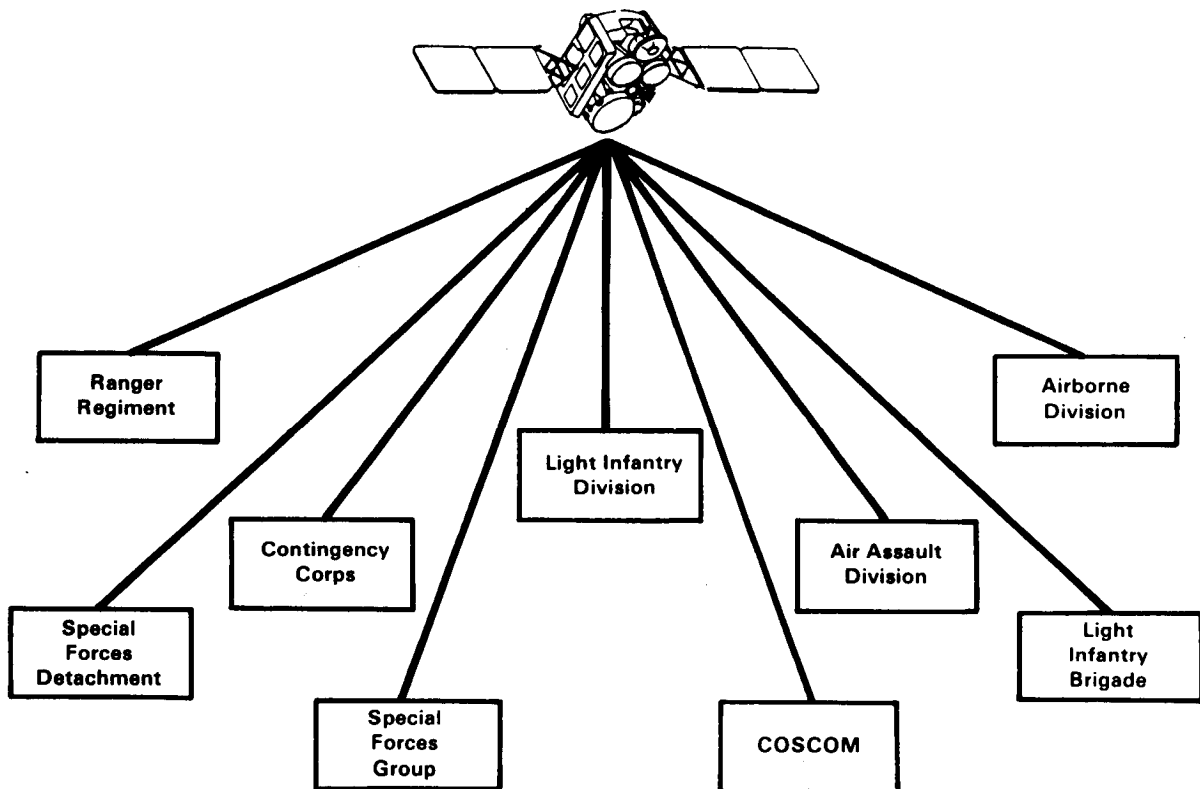 Ranger
Regiment
Airborne
Division
Light Infantry
Division
Contingency
Corps
Air Assault
Division
Special
Forces
Detachment
Light
Infantry
Brigade
Special
Forces
Group
COSCOM